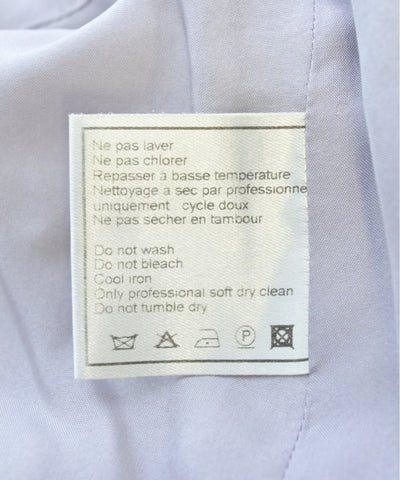 Ne pas laver
Ne pas chlorer
Repasser à basse température
Nettoyage a sec par professionne
uniquement : cycle doux
Ne pas sécher en tambour
Do not wash
Do not bleach
Cool iron
Only professional soft dry clean
Do not tumble dry
P